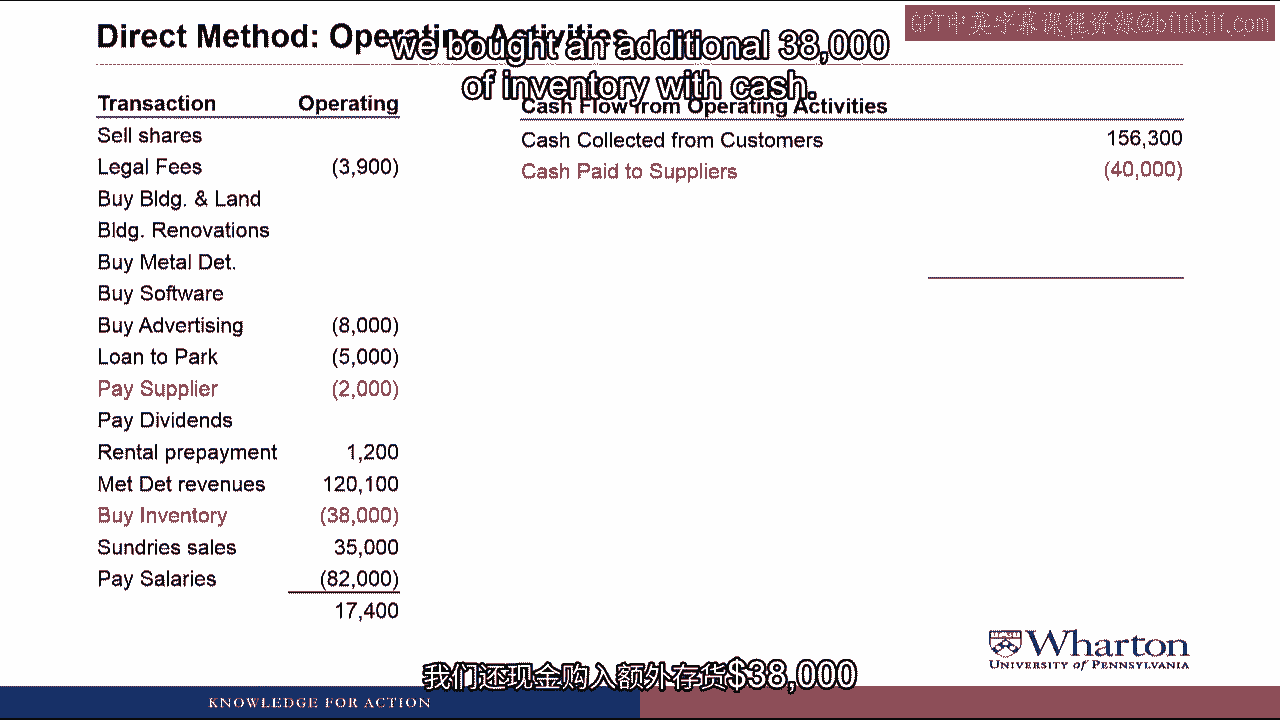 GPT中英字幕课程资源@bilibili.com
Direct Method: Operating Activities
we bought an additional 38,000
of inventory with cash.
Transaction Operating
Sell shares
Legal Fees (3,900)
Buy Bldg. & Land
Bldg. Renovations
Buy Metal Det.
Buy Software
Buy Advertising (8,000)
Loan to Park (5,000)
Pay Supplier (2,000)
Pay Dividends
Rental prepayment 1,200
Met Det revenues 120,100
Buy Inventory (38,000)
Sundries sales 35,000
Pay Salaries (82,000)
17,400
Cash Flow from Operating Activities
Cash Collected from Customers 156,300
Cash Paid to Suppliers (40,000)
Wharton
UNIVERSITY of PENNSYLVANIA
我们还现金购入额外存货$38,000
KNOWLEDGE FOR ACTION